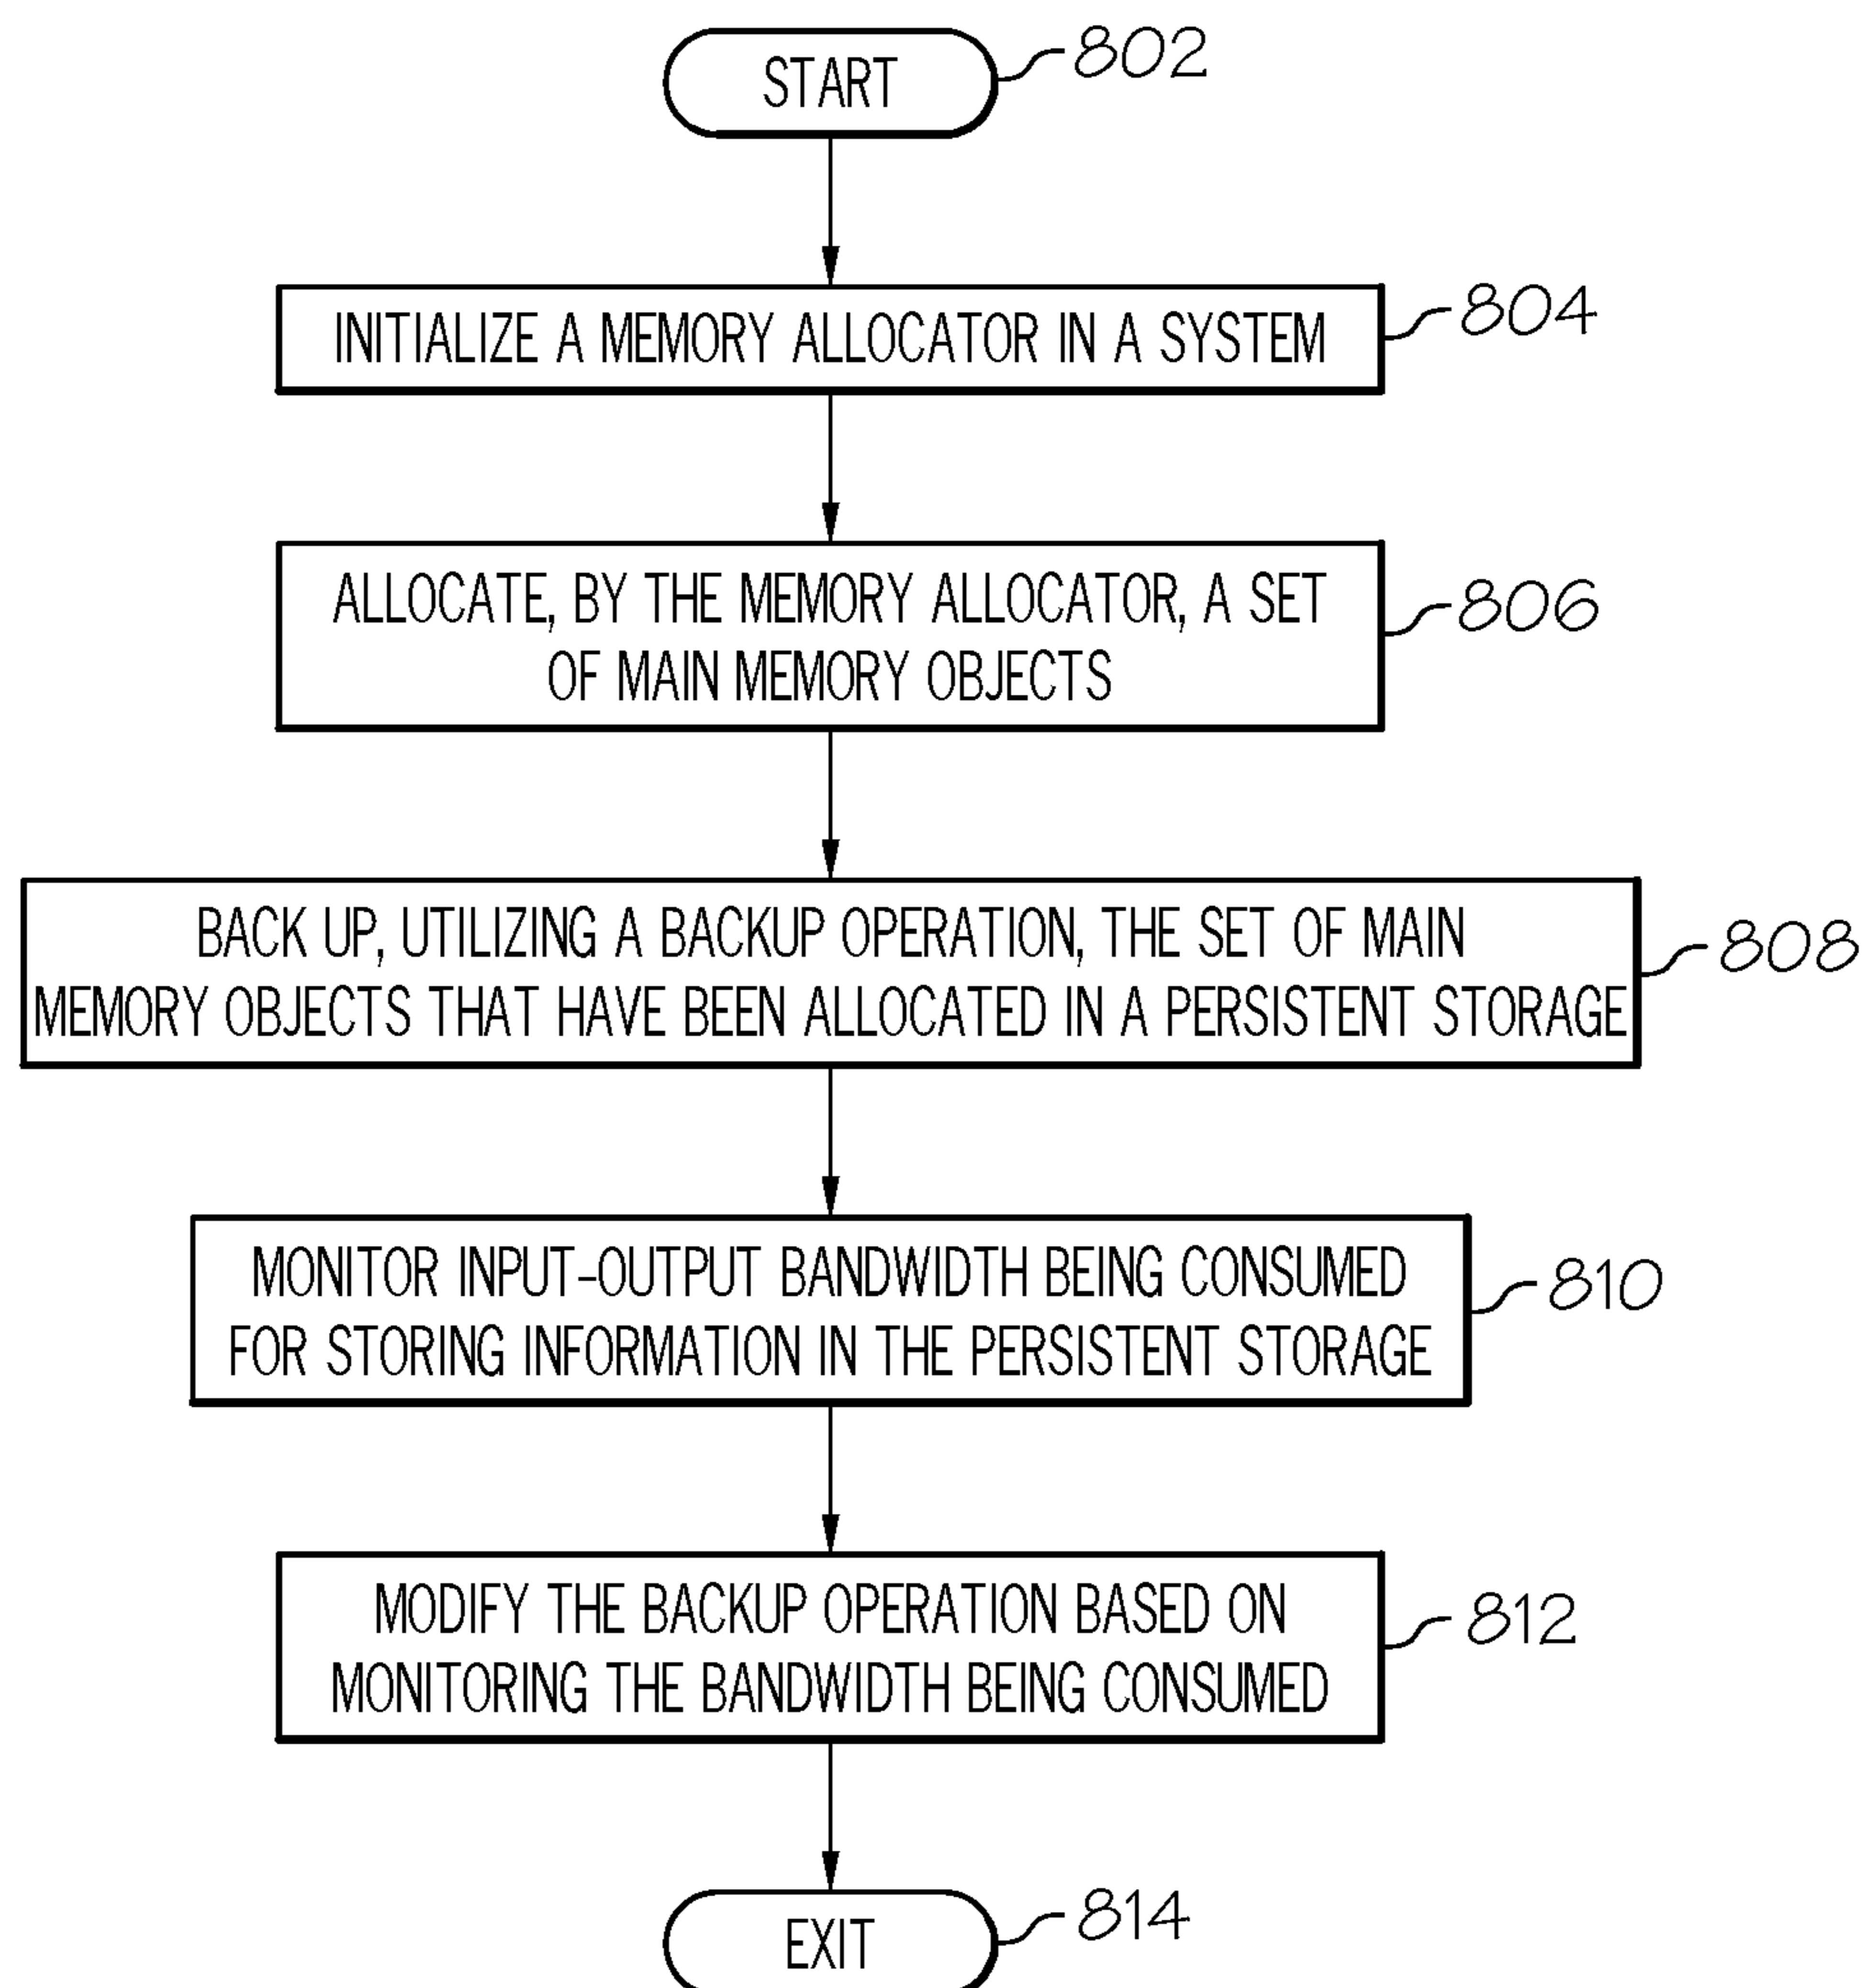 START
802
INITIALIZE A MEMORY ALLOCATOR IN A SYSTEM
804
ALLOCATE, BY THE MEMORY ALLOCATOR, A SET
OF MAIN MEMORY OBJECTS
806
BACK UP, UTILIZING A BACKUP OPERATION, THE SET OF MAIN
MEMORY OBJECTS THAT HAVE BEEN ALLOCATED IN A PERSISTENT STORAGE
808
MONITOR INPUT-OUTPUT BANDWIDTH BEING CONSUMED
FOR STORING INFORMATION IN THE PERSISTENT STORAGE
810
MODIFY THE BACKUP OPERATION BASED ON
MONITORING THE BANDWIDTH BEING CONSUMED
812
EXIT
814